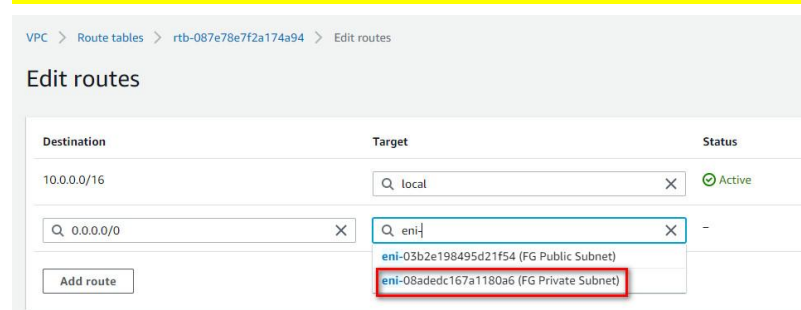 VPC > Route tables > rtb-087e78e7f2a174a94 > Edit routes
Edit routes
Destination Target Status
10.0.0.0/16 local Active
0.0.0.0/0 eni- –
eni-03b2e198495d21f54 (FG Public Subnet)
Add route eni-08adedc167a1180a6 (FG Private Subnet)